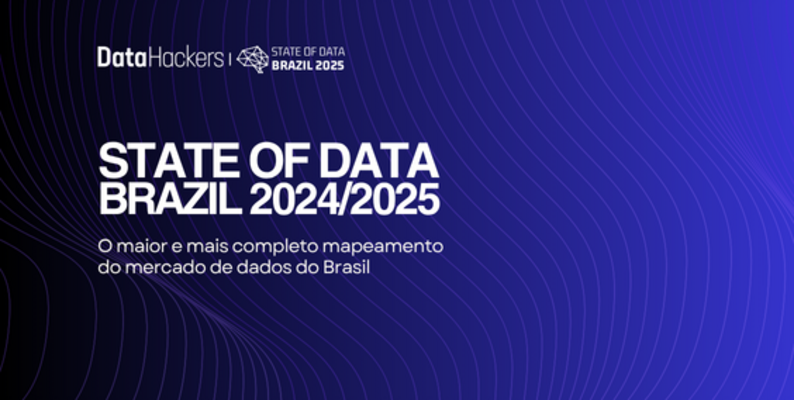 DataHackers | STATE OF DATA
BRAZIL 2025
STATE OF DATA
BRAZIL 2024/2025
O maior e mais completo mapeamento
do mercado de dados do Brasil